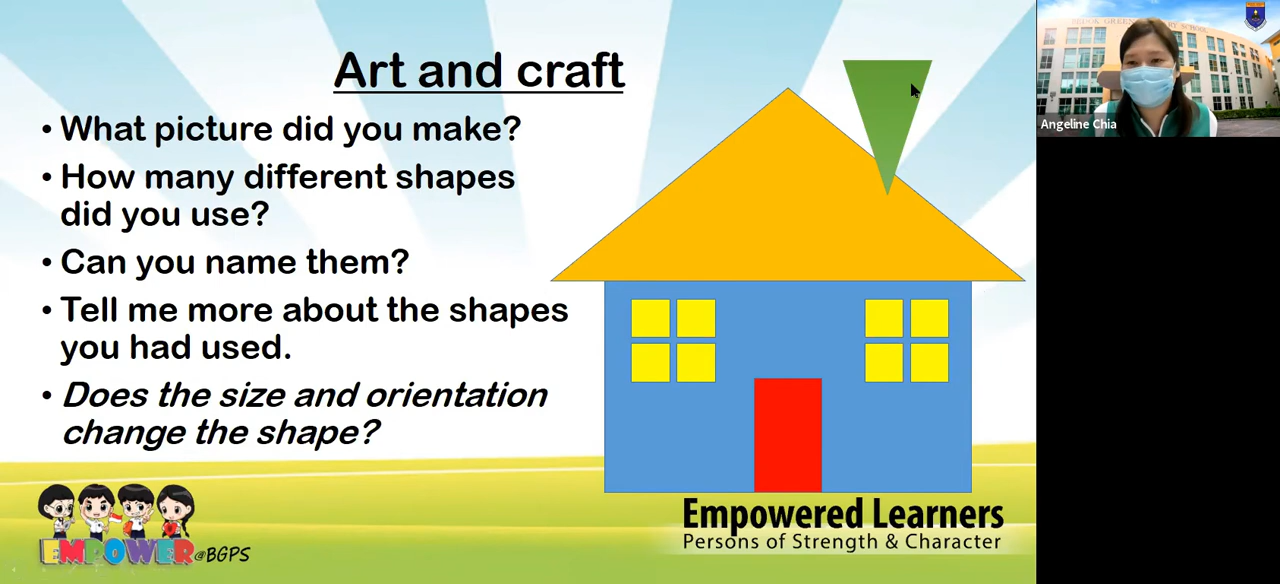 Art and craft
• What picture did you make?
• How many different shapes
did you use?
• Can you name them?
• Tell me more about the shapes
you had used.
• Does the size and orientation
change the shape?
EMPOWER@BGPS
Empowered Learners
Persons of Strength & Character
Angeline Chia